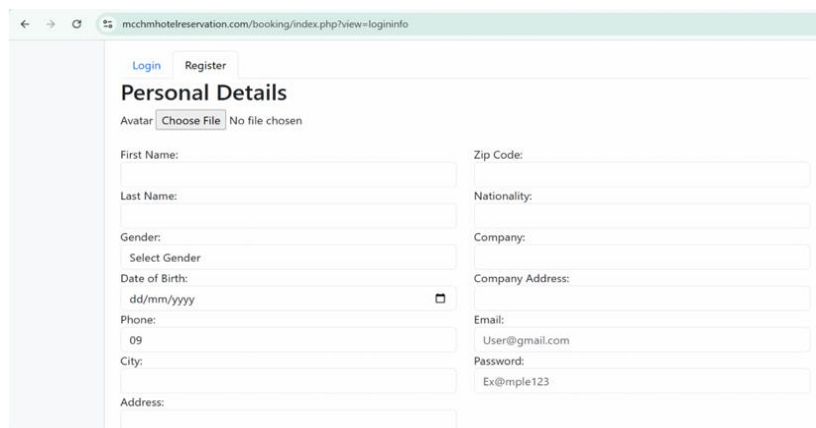 mcchmhotelreservation.com/booking/index.php?view=logininfo
Login Register
Personal Details
Avatar Choose File No file chosen
First Name:
Zip Code:
Last Name:
Nationality:
Gender:
Company:
Select Gender
Date of Birth:
Company Address:
dd/mm/yyyy
Phone:
Email:
09
User@gmail.com
City:
Password:
Ex@mple123
Address: